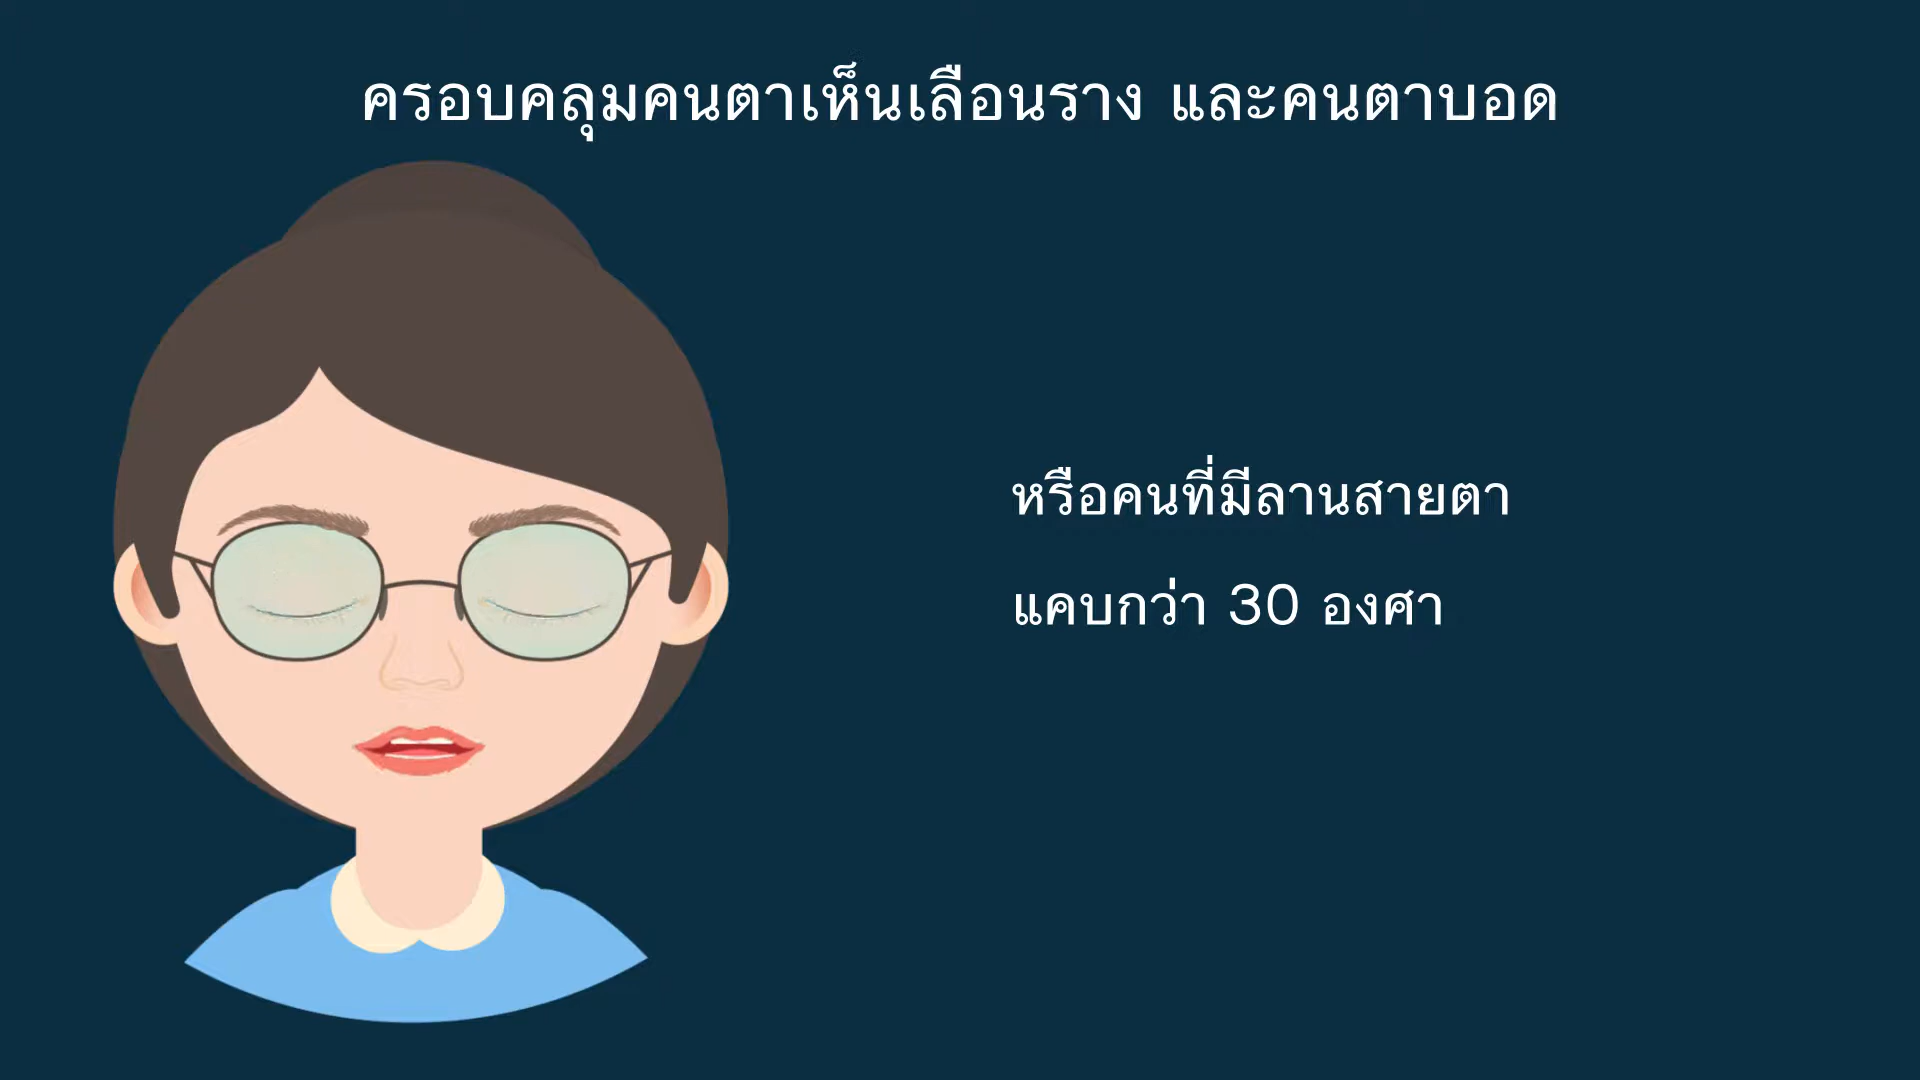 ครอบคลุมคนตาเห็นเลือนราง และคนตาบอด
หรือคนที่มีลานสายตา
แคบกว่า 30 องศา